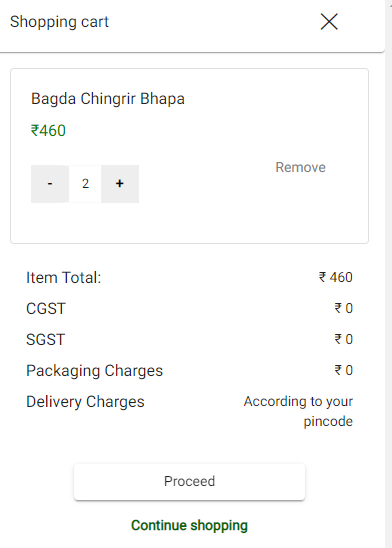 Shopping cart
Bagda Chingrir Bhapa
₹460
Remove
- 2 +
Item Total: ₹ 460
CGST ₹ 0
SGST ₹ 0
Packaging Charges ₹ 0
Delivery Charges According to your
pincode
Proceed
Continue shopping